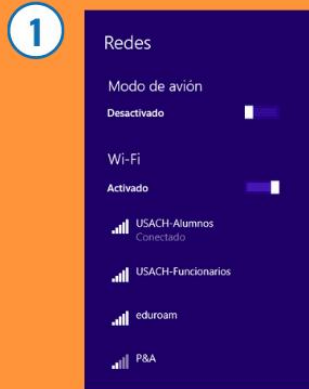 1
Redes
Modo de avión
Desactivado
Wi-Fi
Activado
USACH-Alumnos
Conectado
USACH-Funcionarios
eduroam
P&A